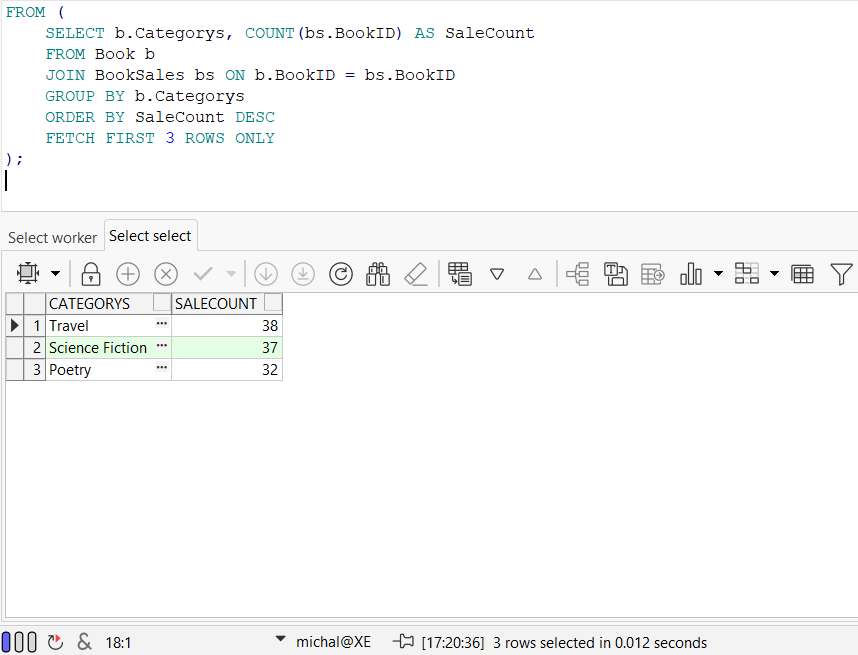 FROM (
    SELECT b.Categorys, COUNT(bs.BookID) AS SaleCount
    FROM Book b
    JOIN BookSales bs ON b.BookID = bs.BookID
    GROUP BY b.Categorys
    ORDER BY SaleCount DESC
    FETCH FIRST 3 ROWS ONLY
);
Select worker Select select
CATEGORYS SALECOUNT
1 Travel ... 38
2 Science Fiction ... 37
3 Poetry ... 32
& 18:1 michal@XE [17:20:36] 3 rows selected in 0.012 seconds